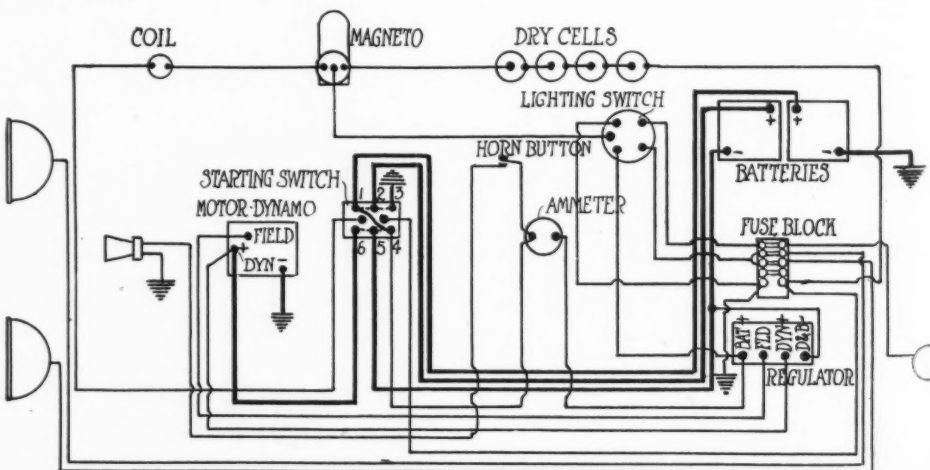 COIL
MAGNETO
DRY CELLS
LIGHTING SWITCH
HORN BUTTON
+ +
- -
BATTERIES
STARTING SWITCH
1 2 3
MOTOR-DYNAMO
AMMETER
FUSE BLOCK
FIELD
+
DYN -
6 5 4
BAT +
FLD
DYN +
D&B -
REGULATOR